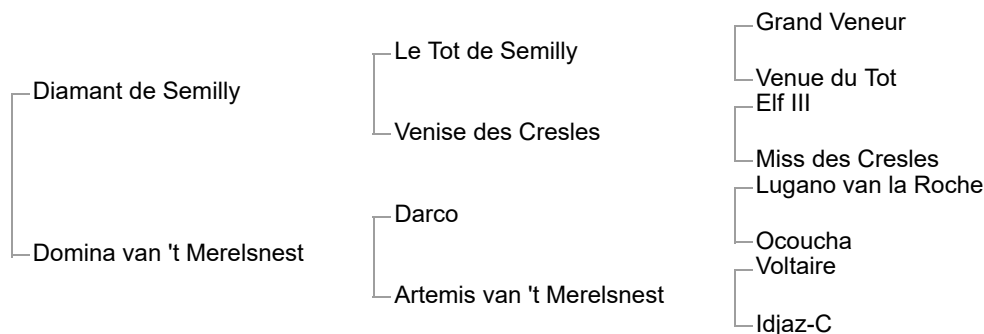 Grand Veneur
Le Tot de Semilly
Venue du Tot
Diamant de Semilly
Elf III
Venise des Cresles
Miss des Cresles
Lugano van la Roche
Darco
Ocoucha
Domina van 't Merelsnest
Voltaire
Artemis van 't Merelsnest
Idjaz-C